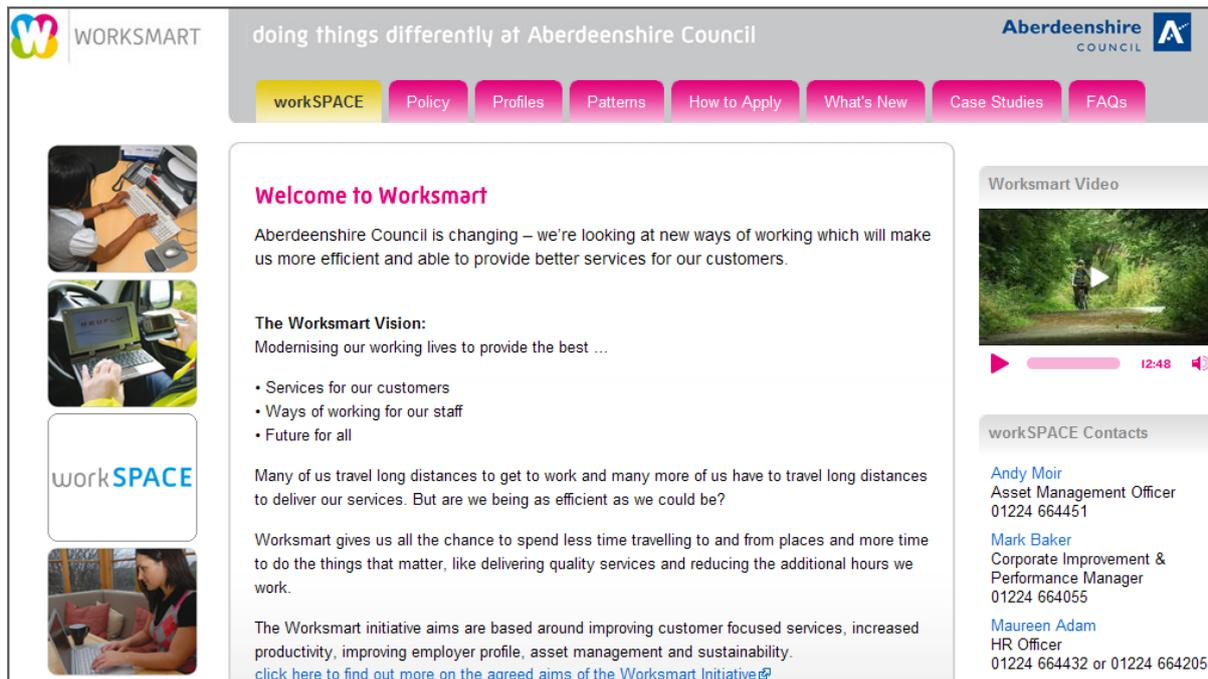 W WORKSMART
doing things differently at Aberdeenshire Council
Aberdeenshire
COUNCIL
workSPACE
Policy
Profiles
Patterns
How to Apply
What's New
Case Studies
FAQs
Welcome to Worksmart
Aberdeenshire Council is changing – we're looking at new ways of working which will make
us more efficient and able to provide better services for our customers.
The Worksmart Vision:
Modernising our working lives to provide the best ...
• Services for our customers
• Ways of working for our staff
• Future for all
Many of us travel long distances to get to work and many more of us have to travel long distances
to deliver our services. But are we being as efficient as we could be?
Worksmart gives us all the chance to spend less time travelling to and from places and more time
to do the things that matter, like delivering quality services and reducing the additional hours we
work.
The Worksmart initiative aims are based around improving customer focused services, increased
productivity, improving employer profile, asset management and sustainability.
click here to find out more on the agreed aims of the Worksmart Initiative
workSPACE
Worksmart Video
12:48
workSPACE Contacts
Andy Moir
Asset Management Officer
01224 664451
Mark Baker
Corporate Improvement &
Performance Manager
01224 664055
Maureen Adam
HR Officer
01224 664432 or 01224 664205